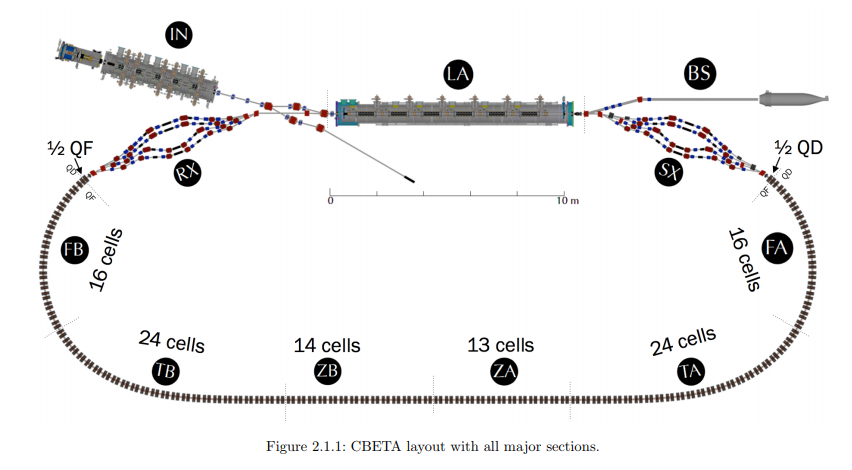 IN
LA
BS
½ QF
½ QD
QD
QF
RX
SX
QF
QD
0
10 m
FB
16 cells
16 cells
FA
24 cells
14 cells
13 cells
24 cells
TB
ZB
ZA
TA
Figure 2.1.1: CBETA layout with all major sections.